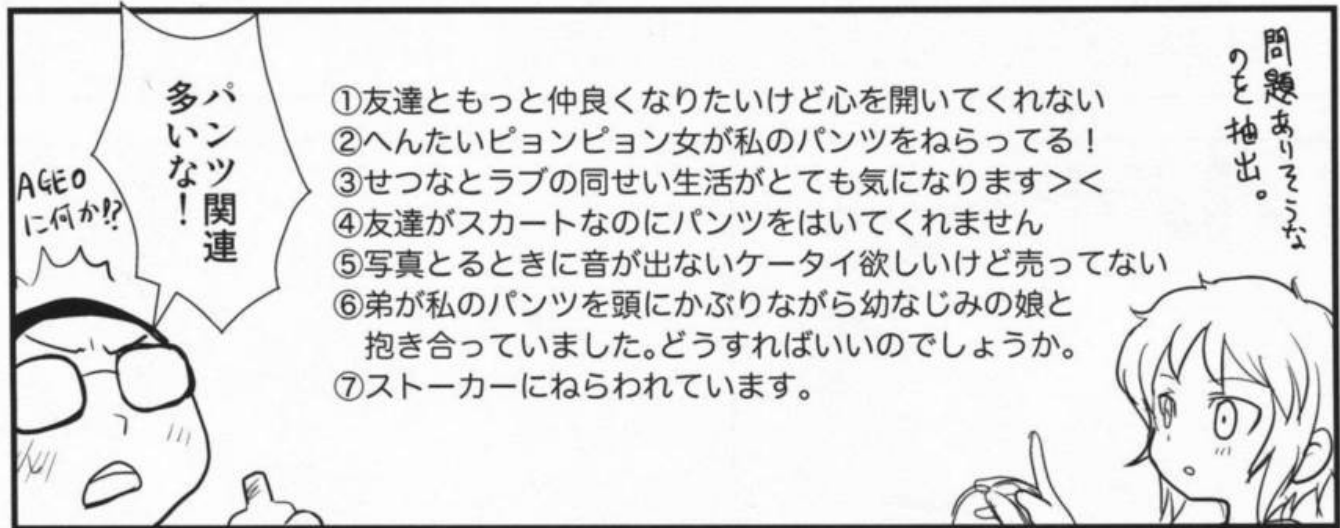 問題ありそうな
のを抽出。
①友達ともっと仲良くなりたいけど心を開いてくれない
②へんたいピョンピョン女が私のパンツをねらってる！
③せつなとラブの同せい生活がとても気になります＞＜
④友達がスカートなのにパンツをはいてくれません
⑤写真とるときに音が出ないケータイ欲しいけど売ってない
⑥弟が私のパンツを頭にかぶりながら幼なじみの娘と
抱き合っていました。どうすればいいのでしょうか。
⑦ストーカーにねらわれています。
パンツ関連
多いな！
AGEO
に何か!?